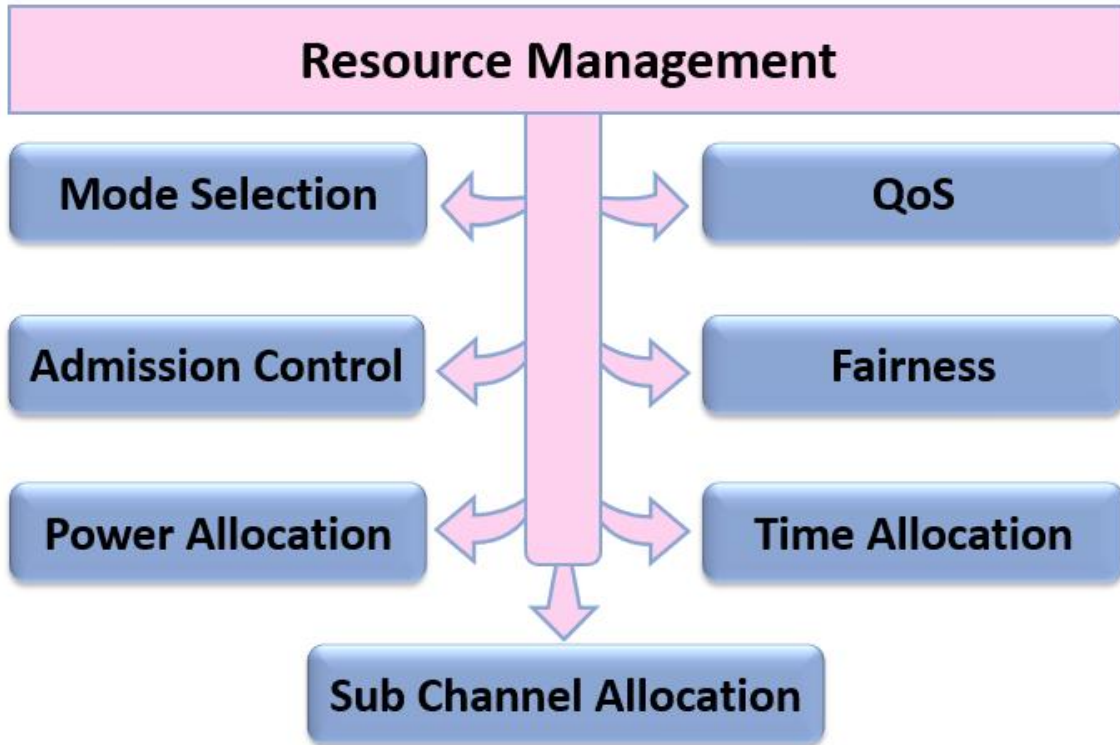 Resource Management
Mode Selection
QoS
Admission Control
Fairness
Power Allocation
Time Allocation
Sub Channel Allocation